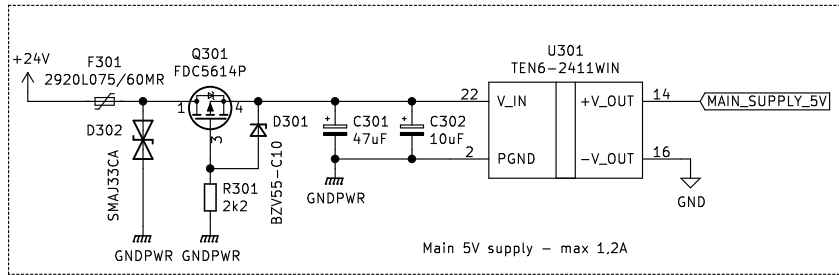 +24V
F301
2920L075/60MR
Q301
FDC5614P
1
4
3
D302
SMAJ33CA
D301
BZV55-C10
R301
2k2
GNDPWR
GNDPWR
+
C301
47uF
+
C302
10uF
GNDPWR
U301
TEN6-2411WIN
22
V_IN
+V_OUT
14
MAIN_SUPPLY_5V
2
PGND
-V_OUT
16
GND
Main 5V supply - max 1,2A